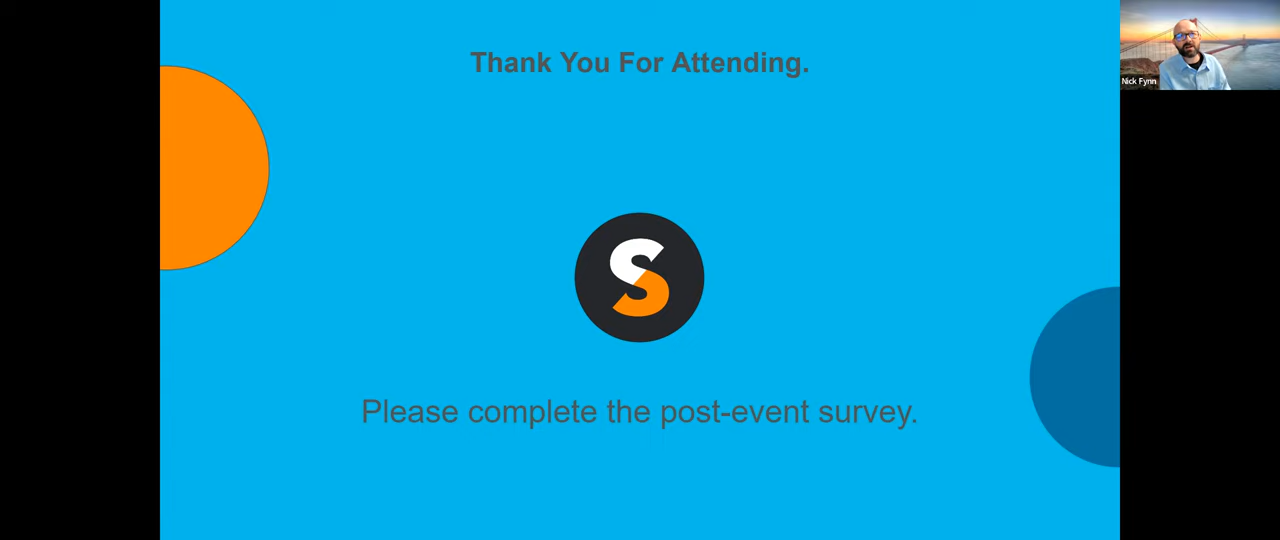 Thank You For Attending.
Nick Fynn
S
Please complete the post-event survey.